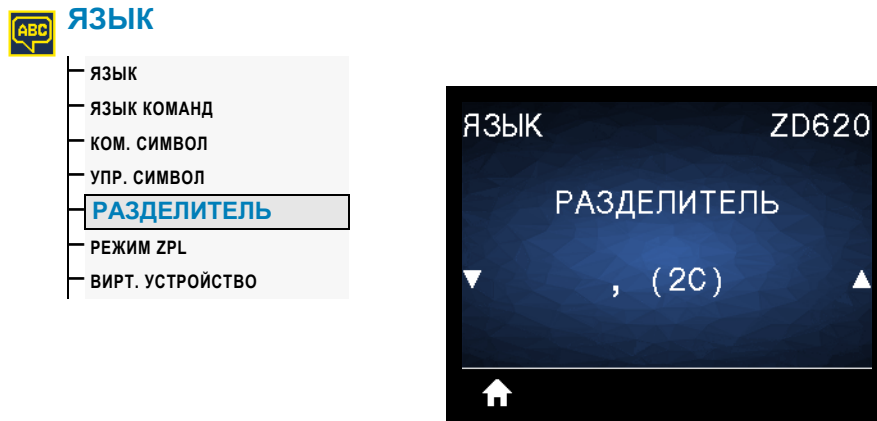 ABC
ЯЗЫК
ЯЗЫК
ЯЗЫК КОМАНД
КОМ. СИМВОЛ
УПР. СИМВОЛ
РАЗДЕЛИТЕЛЬ
РЕЖИМ ZPL
ВИРТ. УСТРОЙСТВО
ЯЗЫК ZD620
РАЗДЕЛИТЕЛЬ
, (2C)